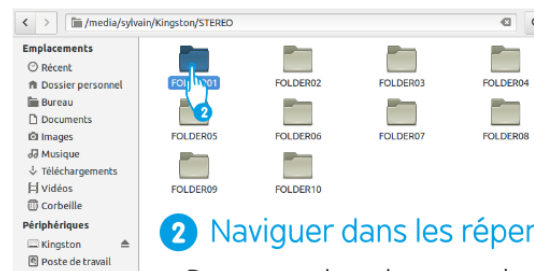 /media/sylvain/Kingston/STEREO
Emplacements
Récent
Dossier personnel
Bureau
Documents
Images
Musique
Téléchargements
Vidéos
Corbeille
Périphériques
Kingston
Poste de travail
FOLDER01 FOLDER02 FOLDER03 FOLDER04
2
FOLDER05 FOLDER06 FOLDER07 FOLDER08
FOLDER09 FOLDER10
2 Naviguer dans les réper